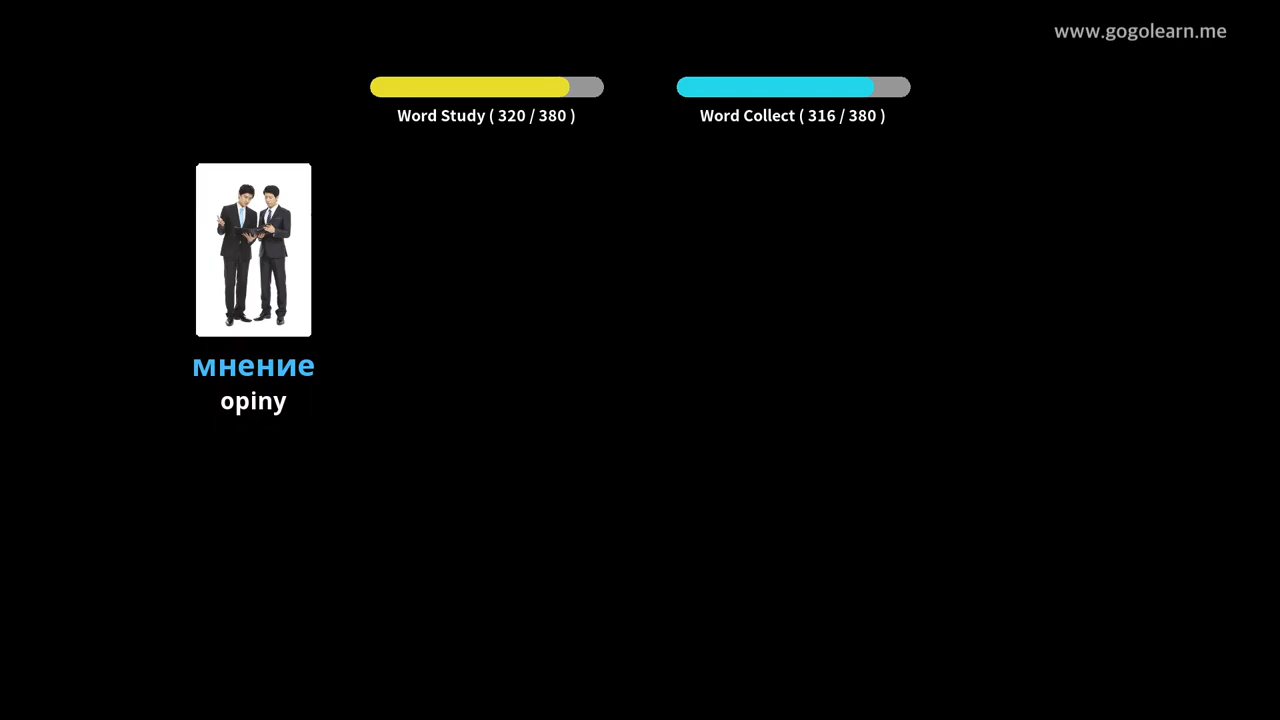 www.gogolearn.me
Word Study ( 320 / 380 )
Word Collect ( 316 / 380 )
мнение
opiny